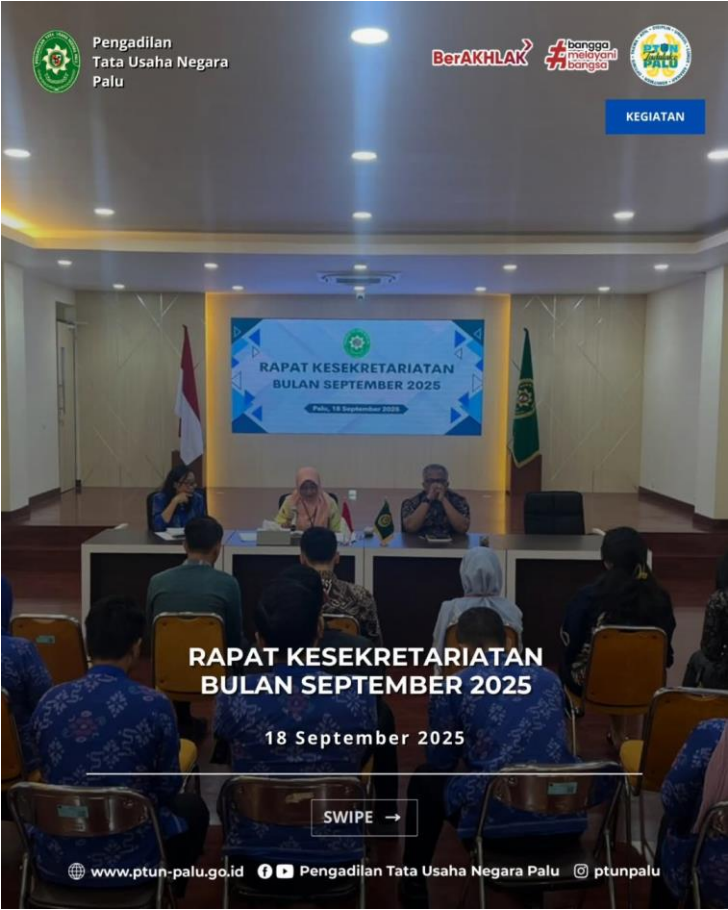 Pengadilan
Tata Usaha Negara
Palu
BerAKHLAK
#bangga
melayani
bangsa
PTUN
PALU
KEGIATAN
RAPAT KESEKRETARIATAN
BULAN SEPTEMBER 2025
Palu, 18 September 2025
RAPAT KESEKRETARIATAN
BULAN SEPTEMBER 2025
18 September 2025
SWIPE →
www.ptun-palu.go.id Pengadilan Tata Usaha Negara Palu ptunpalu